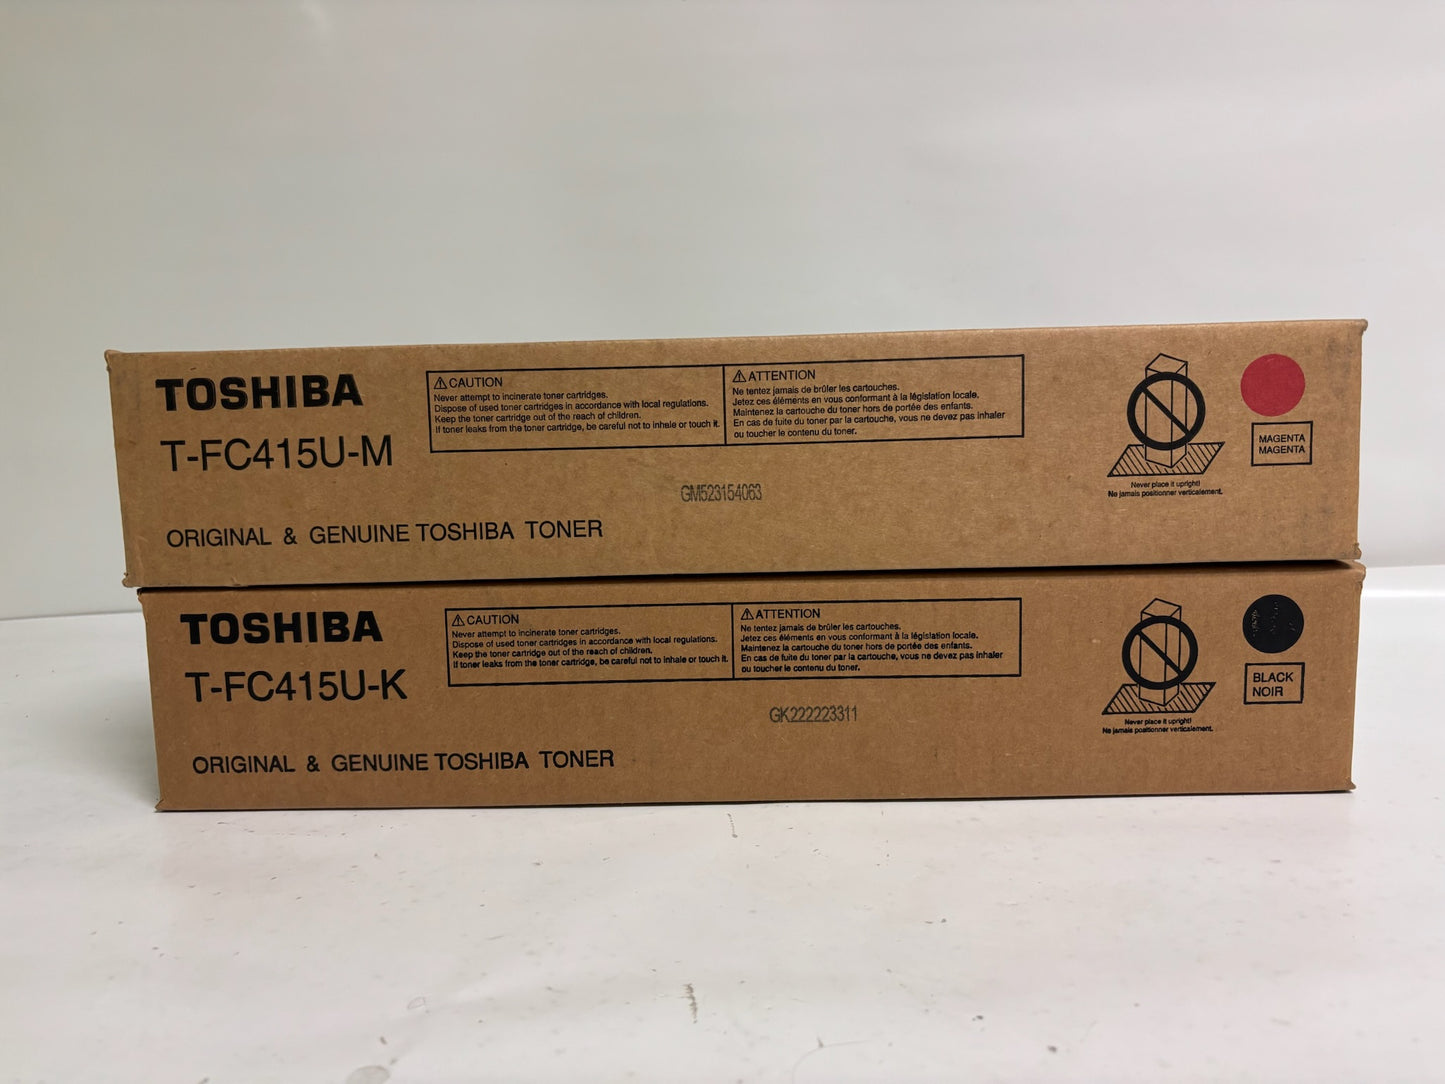 TOSHIBA
T-FC415U-M
ORIGINAL & GENUINE TOSHIBA TONER
⚠CAUTION
Never attempt to incinerate toner cartridges.
Dispose of used toner cartridges in accordance with local regulations.
Keep the toner cartridge out of the reach of children.
If toner leaks from the toner cartridge, be careful not to inhale or touch it.
⚠ATTENTION
Ne tentez jamais de brûler les cartouches.
Jetez ces éléments en vous conformant à la législation locale.
Maintenez la cartouche du toner hors de portée des enfants.
En cas de fuite du toner par la cartouche, vous ne devez pas inhaler
ou toucher le contenu du toner.
GM523154063
Never place it upright!
Ne jamais positionner verticalement.
MAGENTA
MAGENTA
TOSHIBA
T-FC415U-K
ORIGINAL & GENUINE TOSHIBA TONER
⚠CAUTION
Never attempt to incinerate toner cartridges.
Dispose of used toner cartridges in accordance with local regulations.
Keep the toner cartridge out of the reach of children.
If toner leaks from the toner cartridge, be careful not to inhale or touch it.
⚠ATTENTION
Ne tentez jamais de brûler les cartouches.
Jetez ces éléments en vous conformant à la législation locale.
Maintenez la cartouche du toner hors de portée des enfants.
En cas de fuite du toner par la cartouche, vous ne devez pas inhaler
ou toucher le contenu du toner.
GK222223311
Never place it upright!
Ne jamais positionner verticalement.
BLACK
NOIR